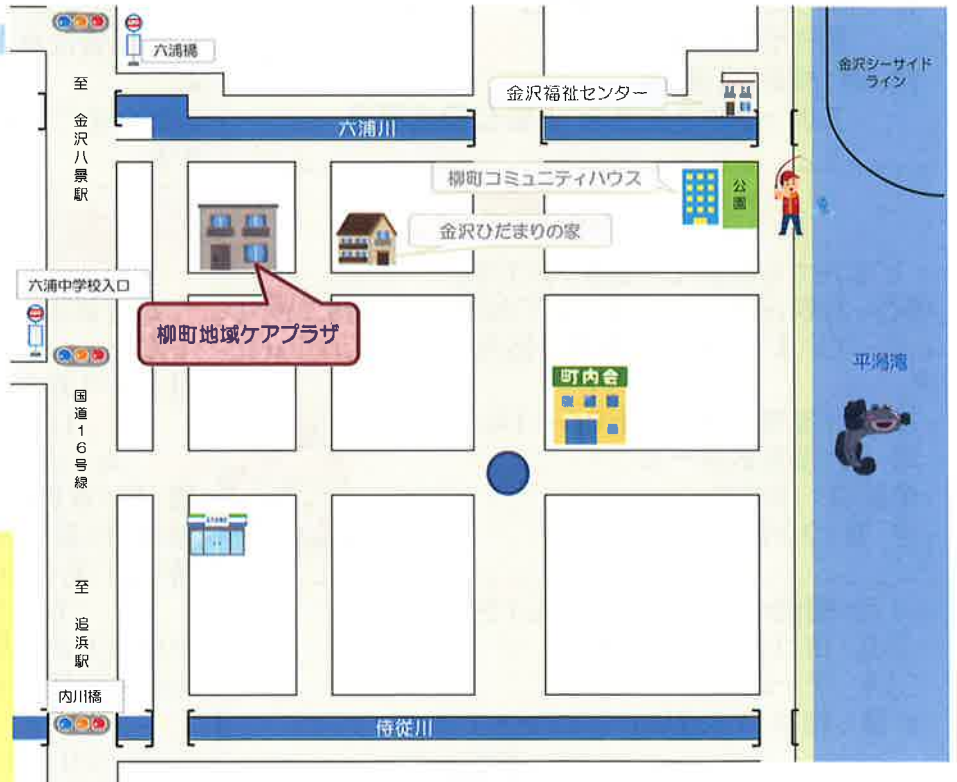 六浦橋
金沢シーサイド
ライン
至 金沢八景駅
金沢福祉センター
六浦川
柳町コミュニティハウス
公園
金沢ひだまりの家
六浦中学校入口
柳町地域ケアプラザ
平潟湾
町内会
国道16号線
STORE
至 追浜駅
内川橋
侍従川